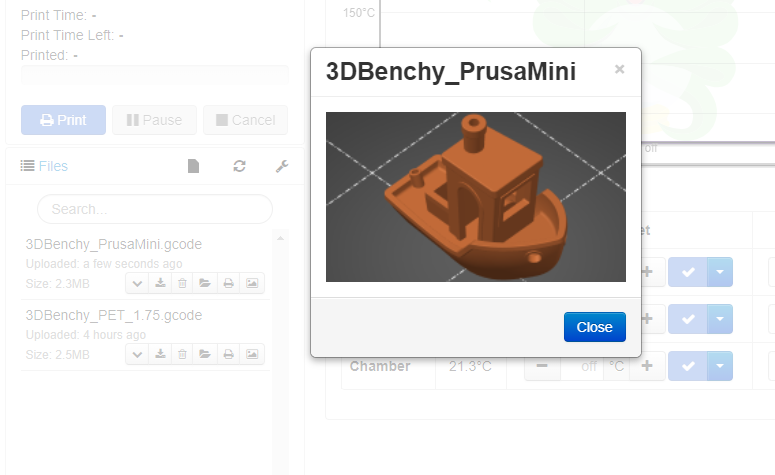 Print Time: -
Print Time Left: -
Printed: -
Print
Pause
Cancel
Files
Search...
3DBenchy_PrusaMini.gcode
Uploaded: a few seconds ago
Size: 2.3MB
3DBenchy_PET_1.75.gcode
Uploaded: 4 hours ago
Size: 2.5MB
150°C
3DBenchy_PrusaMini
×
Close
off
Chamber
21.3°C
off
°C